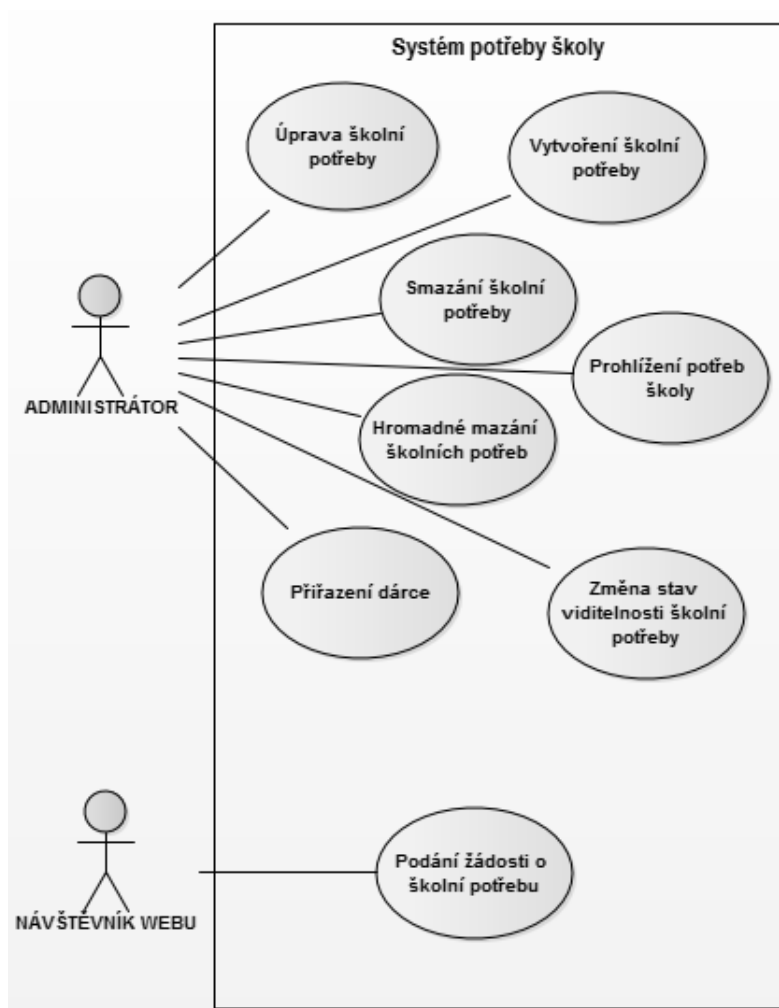 Systém potřeby školy
Úprava školní
potřeby
Vytvoření školní
potřeby
Smazání školní
potřeby
Prohlížení potřeb
školy
ADMINISTRÁTOR
Hromadné mazání
školních potřeb
Přiřazení dárce
Změna stav
viditelnosti školní
potřeby
Podání žádosti o
školní potřebu
NÁVŠTĚVNÍK WEBU